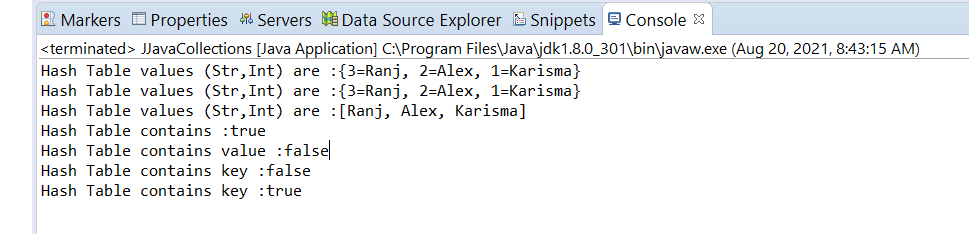 Markers Properties Servers Data Source Explorer Snippets Console
<terminated> JJavaCollections [Java Application] C:\Program Files\Java\jdk1.8.0_301\bin\javaw.exe (Aug 20, 2021, 8:43:15 AM)
Hash Table values (Str,Int) are :{3=Ranj, 2=Alex, 1=Karisma}
Hash Table values (Str,Int) are :{3=Ranj, 2=Alex, 1=Karisma}
Hash Table values (Str,Int) are :[Ranj, Alex, Karisma]
Hash Table contains :true
Hash Table contains value :false
Hash Table contains key :false
Hash Table contains key :true